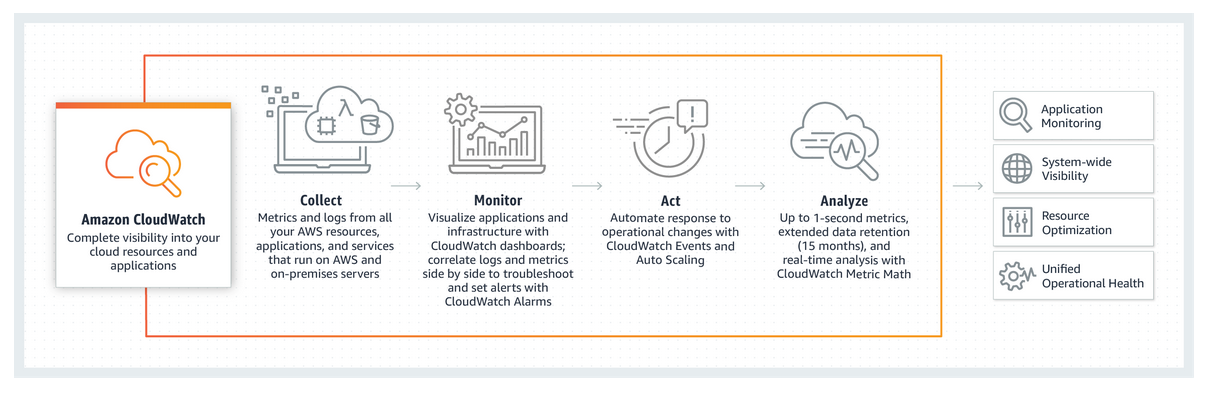 Amazon CloudWatch
Complete visibility into your
cloud resources and
applications
Collect
Metrics and logs from all
your AWS resources,
applications, and services
that run on AWS and
on-premises servers
Monitor
Visualize applications and
infrastructure with
CloudWatch dashboards;
correlate logs and metrics
side by side to troubleshoot
and set alerts with
CloudWatch Alarms
Act
Automate response to
operational changes with
CloudWatch Events and
Auto Scaling
Analyze
Up to 1-second metrics,
extended data retention
(15 months), and
real-time analysis with
CloudWatch Metric Math
Application
Monitoring
System-wide
Visibility
Resource
Optimization
Unified
Operational Health